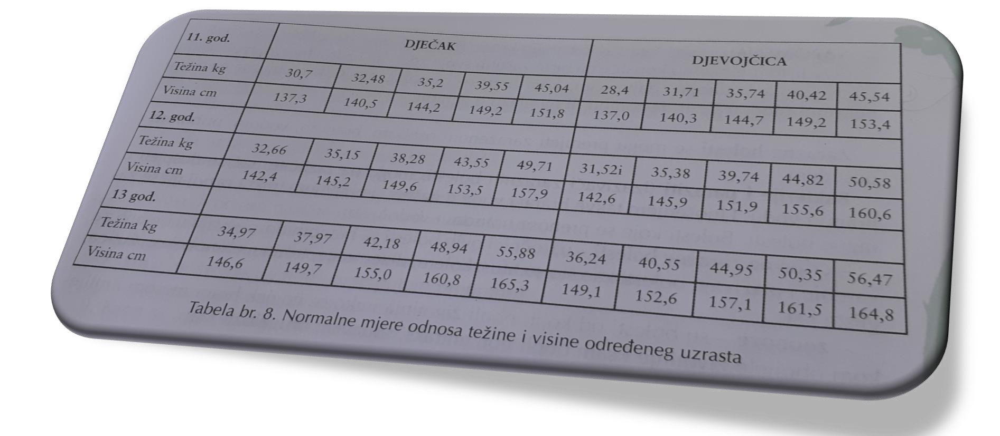 11. god. DJEČAK DJEVOJČICA
Težina kg 30,7 32,48 35,2 39,55 45,04 28,4 31,71 35,74 40,42 45,54
Visina cm 137,3 140,5 144,2 149,2 151,8 137,0 140,3 144,7 149,2 153,4
12. god.
Težina kg 32,66 35,15 38,28 43,55 49,71 31,52i 35,38 39,74 44,82 50,58
Visina cm 142,4 145,2 149,6 153,5 157,9 142,6 145,9 151,9 155,6 160,6
13 god.
Težina kg 34,97 37,97 42,18 48,94 55,88 36,24 40,55 44,95 50,35 56,47
Visina cm 146,6 149,7 155,0 160,8 165,3 149,1 152,6 157,1 161,5 164,8
Tabela br. 8. Normalne mjere odnosa težine i visine određeneg uzrasta